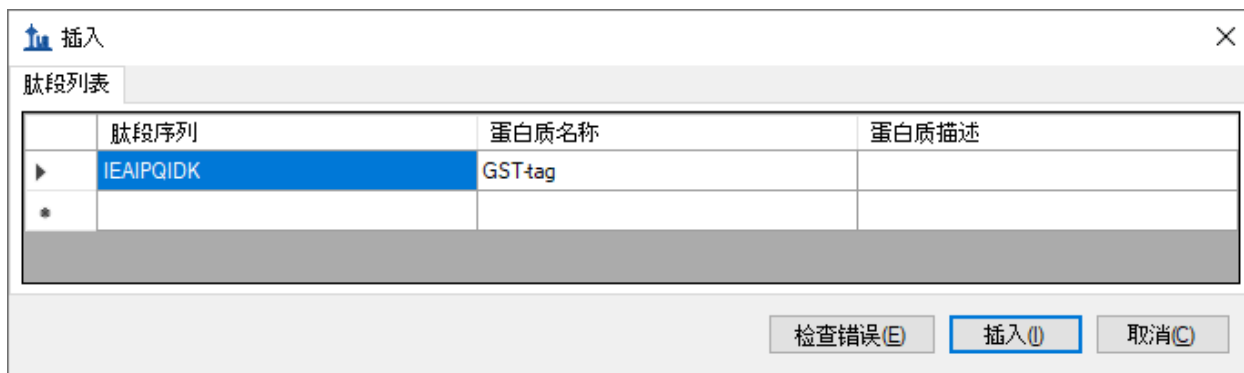 插入
肽段列表
肽段序列 蛋白质名称 蛋白质描述
IEAIPQIDK GST-tag
检查错误(E) 插入(I) 取消(C)